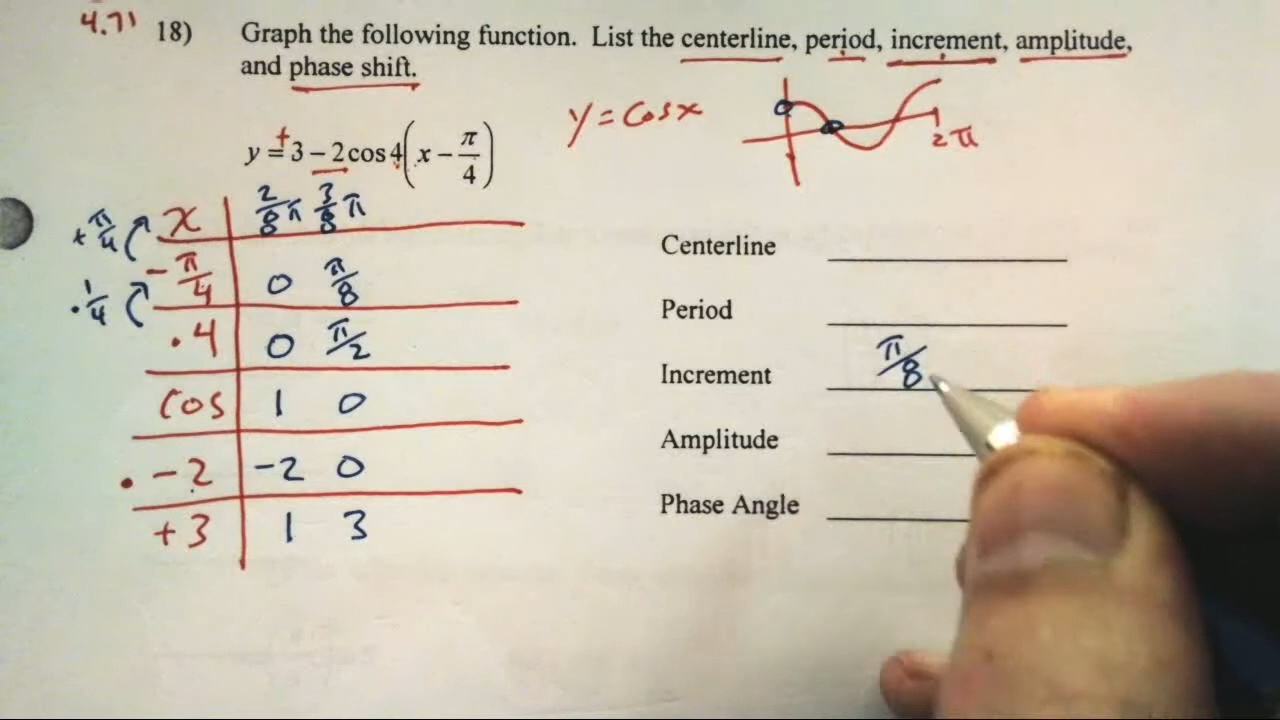 4.71 18) Graph the following function. List the centerline, period, increment, amplitude,
and phase shift.
y = cos x
2π
y = + 3 − 2 cos 4(x − π/4)
x 2/8 π 3/8 π
+ π/4
− π/4 0 π/8
· 1/4
· 4 0 π/2
cos 1 0
· −2 −2 0
+3 1 3
Centerline
Period
Increment π/8
Amplitude
Phase Angle